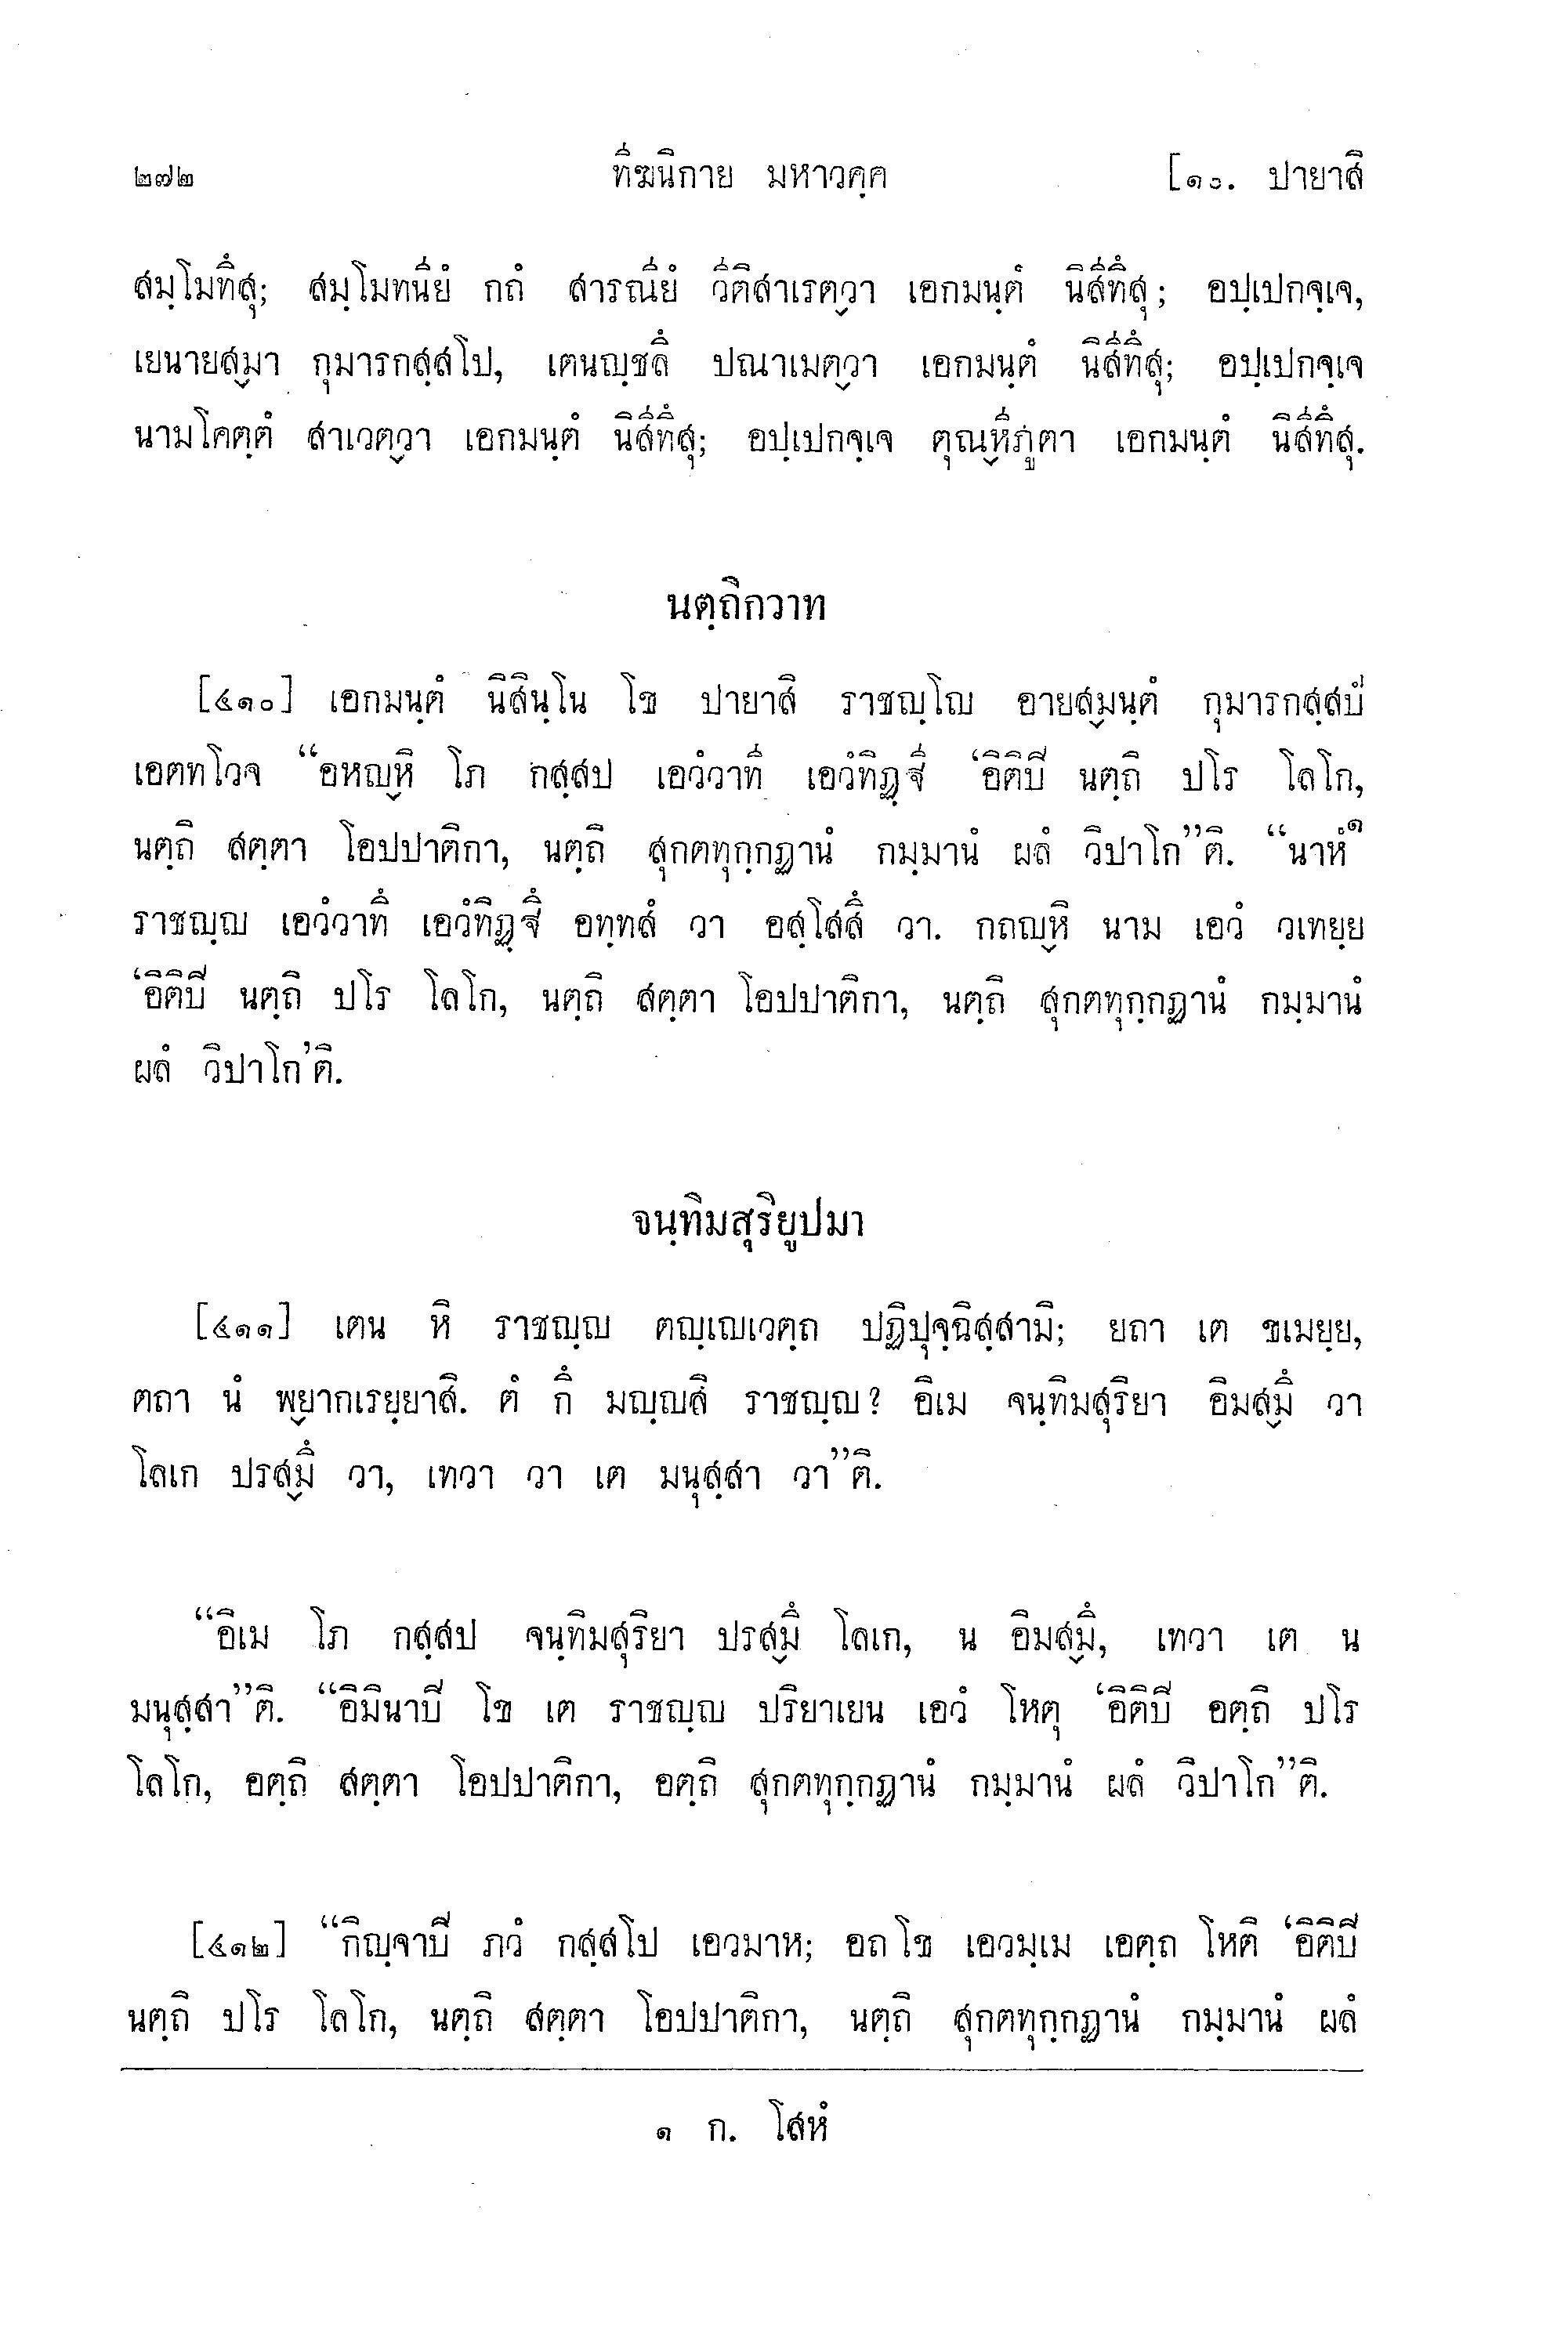 ๒๗๒ ทีฆนิกาย มหาวคฺค [๑๐. ปายาสิ
สมฺโมทึสุ; สมฺโมทนียํ กถํ สารณียํ วีติสาเรตฺวา เอกมนฺตํ นิสีทึสุ; อปฺเปกจฺเจ,
เยนายสฺมา กุมารกสฺสโป, เตนญฺชลึ ปณาเมตฺวา เอกมนฺตํ นิสีทึสุ; อปฺเปกจฺเจ
นามโคตฺตํ สาเวตฺวา เอกมนฺตํ นิสีทึสุ; อปฺเปกจฺเจ ตุณฺหีภูตา เอกมนฺตํ นิสีทึสุ.
นตฺถิกวาท
[๔๑๐] เอกมนฺตํ นิสินฺโน โข ปายาสิ ราชญฺโญ อายสฺมนฺตํ กุมารกสฺสปํ
เอตทโวจ “อหญฺหิ โภ กสฺสป เอวํวาที เอวํทิฏฺฐี ‘อิติปิ นตฺถิ ปโร โลโก,
นตฺถิ สตฺตา โอปปาติกา, นตฺถิ สุกตทุกฺกฏานํ กมฺมานํ ผลํ วิปาโก”ติ. “นาหํ๑
ราชญฺญ เอวํวาทึ เอวํทิฏฺฐึ อทฺทสํ วา อสฺโสสึ วา. กถญฺหิ นาม เอวํ วเทยฺย
‘อิติปิ นตฺถิ ปโร โลโก, นตฺถิ สตฺตา โอปปาติกา, นตฺถิ สุกตทุกฺกฏานํ กมฺมานํ
ผลํ วิปาโก’ติ.
จนฺทิมสุริยูปมา
[๔๑๑] เตน หิ ราชญฺญ ตญฺเญเวตฺถ ปฏิปุจฺฉิสฺสามิ; ยถา เต ขเมยฺย,
ตถา นํ พฺยากเรยฺยาสิ. ตํ กึ มญฺญสิ ราชญฺญ? อิเม จนฺทิมสุริยา อิมสฺมึ วา
โลเก ปรสฺมึ วา, เทวา วา เต มนุสฺสา วา”ติ.
“อิเม โภ กสฺสป จนฺทิมสุริยา ปรสฺมึ โลเก, น อิมสฺมึ, เทวา เต น
มนุสฺสา”ติ. “อิมินาปิ โข เต ราชญฺญ ปริยาเยน เอวํ โหตุ ‘อิติปิ อตฺถิ ปโร
โลโก, อตฺถิ สตฺตา โอปปาติกา, อตฺถิ สุกตทุกฺกฏานํ กมฺมานํ ผลํ วิปาโก”ติ.
[๔๑๒] “กิญฺจาปิ ภวํ กสฺสโป เอวมาห; อถ โข เอวมฺเม เอตฺถ โหติ ‘อิติปิ
นตฺถิ ปโร โลโก, นตฺถิ สตฺตา โอปปาติกา, นตฺถิ สุกตทุกฺกฏานํ กมฺมานํ ผลํ
๑ ก. โสหํ